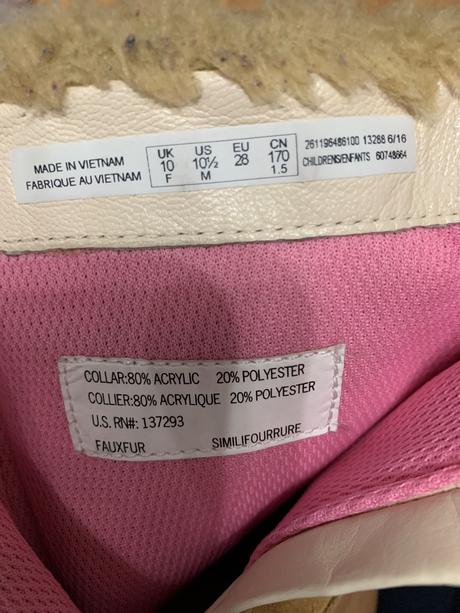 MADE IN VIETNAM
FABRIQUE AU VIETNAM
UK US EU CN
10 10½ 28 170
F M 1.5
261196486100 13288 6/16
CHILDREN/ENFANTS 60748664
COLLAR:80% ACRYLIC 20% POLYESTER
COLLIER:80% ACRYLIQUE 20% POLYESTER
U.S. RN#: 137293
FAUXFUR SIMILIFOURRURE